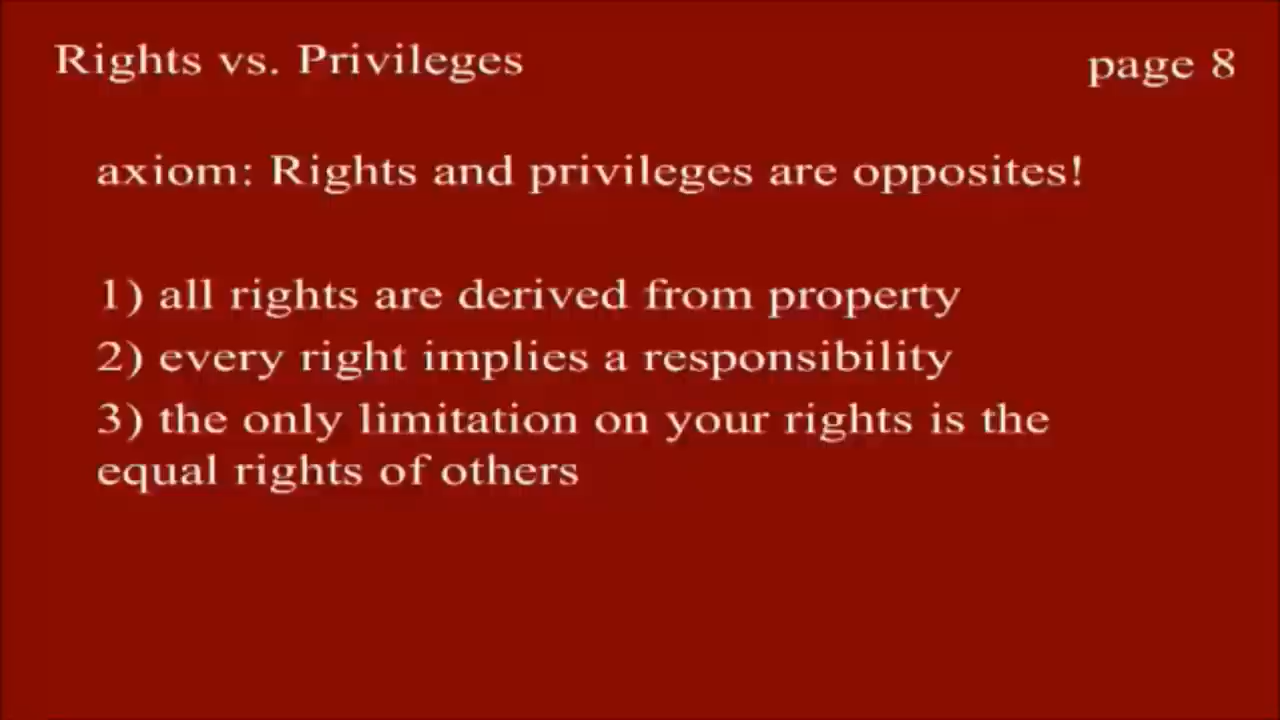 Rights vs. Privileges
page 8
axiom: Rights and privileges are opposites!
1) all rights are derived from property
2) every right implies a responsibility
3) the only limitation on your rights is the
equal rights of others